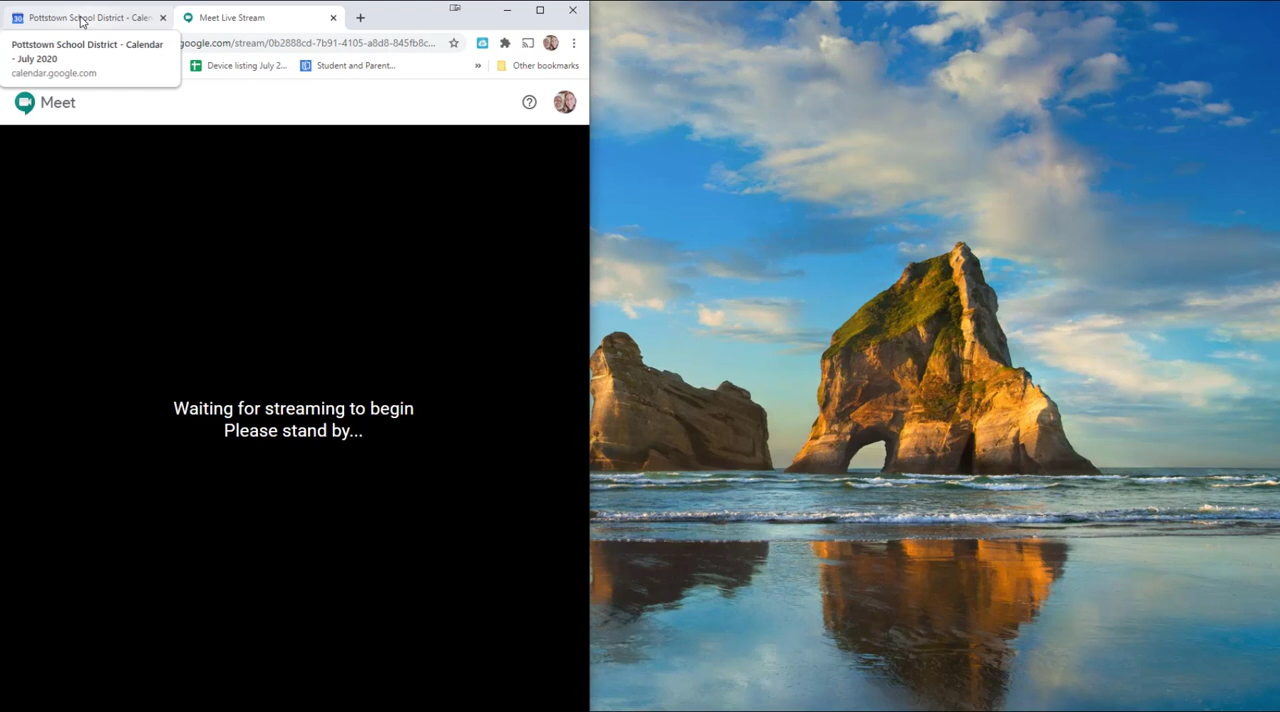 30 Pottstown School District - Calen
Meet Live Stream
Pottstown School District - Calendar
- July 2020
calendar.google.com
google.com/stream/0b2888cd-7b91-4105-a8d8-845fb8c...
Device listing July 2...
Student and Parent...
»
Other bookmarks
Meet
Waiting for streaming to begin
Please stand by...